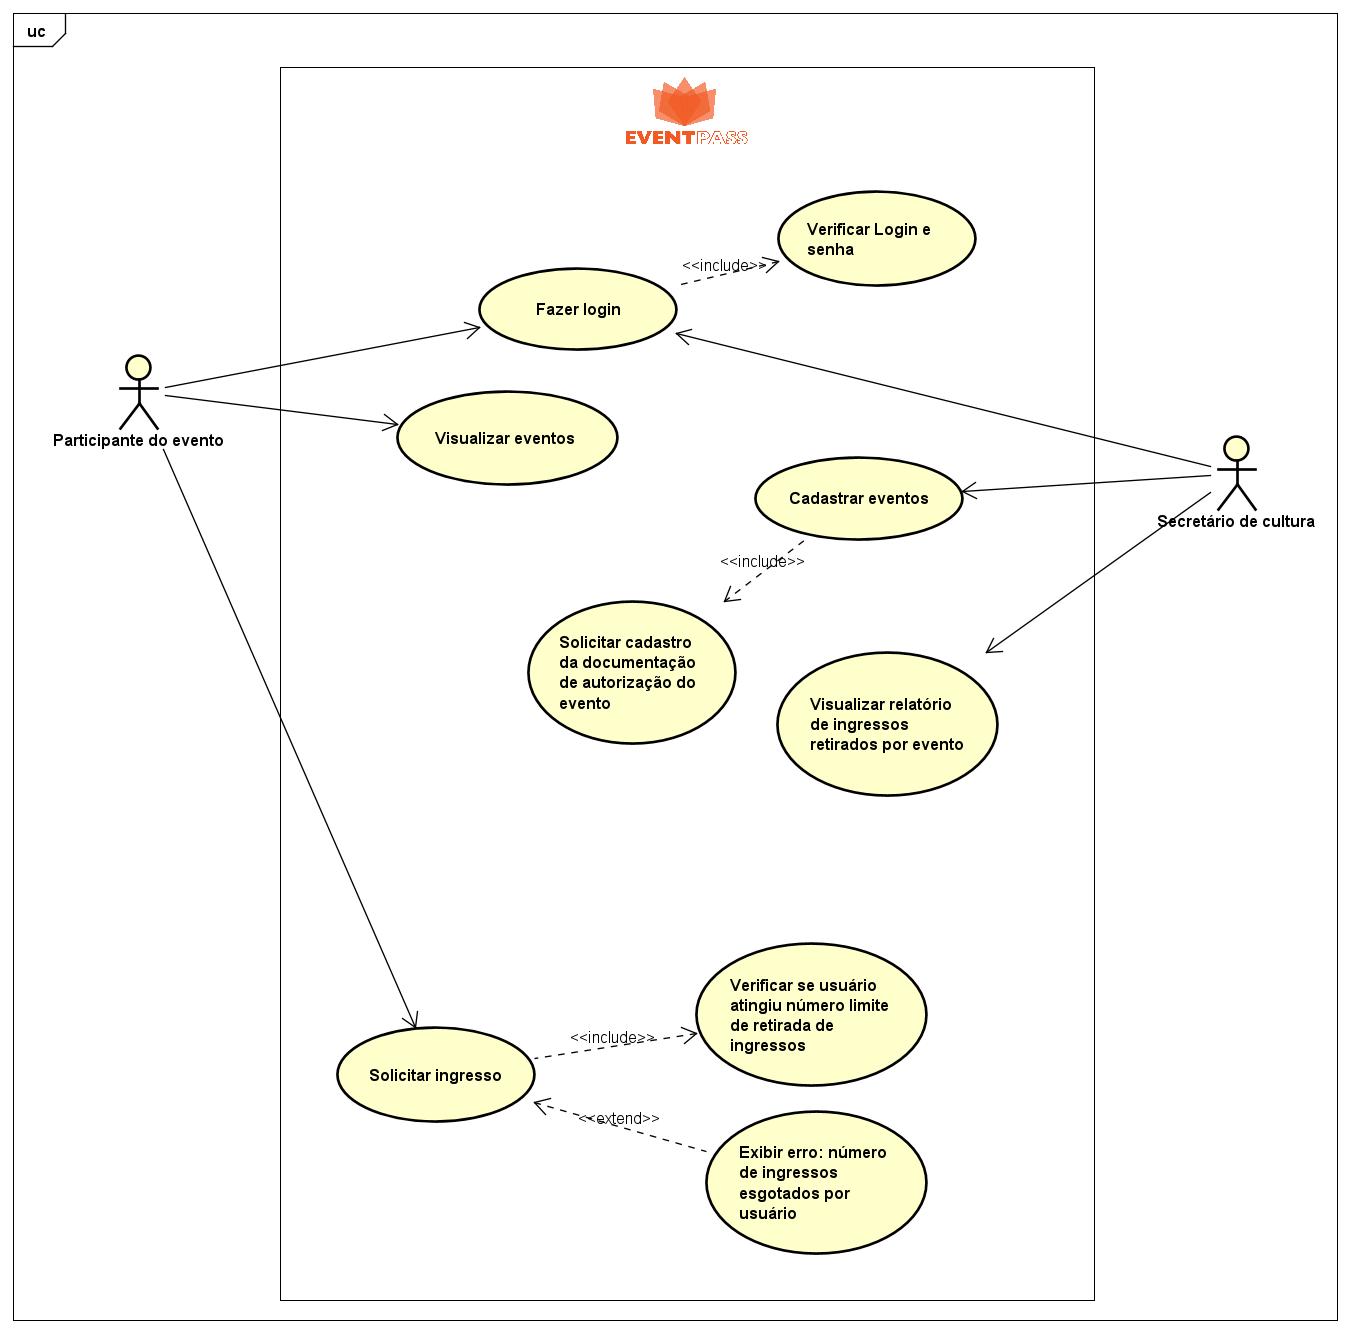 uc
EVENTPASS
Verificar Login e
senha
<<include>>
Fazer login
Participante do evento
Visualizar eventos
Cadastrar eventos
Secretário de cultura
<<include>>
Solicitar cadastro
da documentação
de autorização do
evento
Visualizar relatório
de ingressos
retirados por evento
Verificar se usuário
atingiu número limite
de retirada de
ingressos
<<include>>
Solicitar ingresso
<<extend>>
Exibir erro: número
de ingressos
esgotados por
usuário